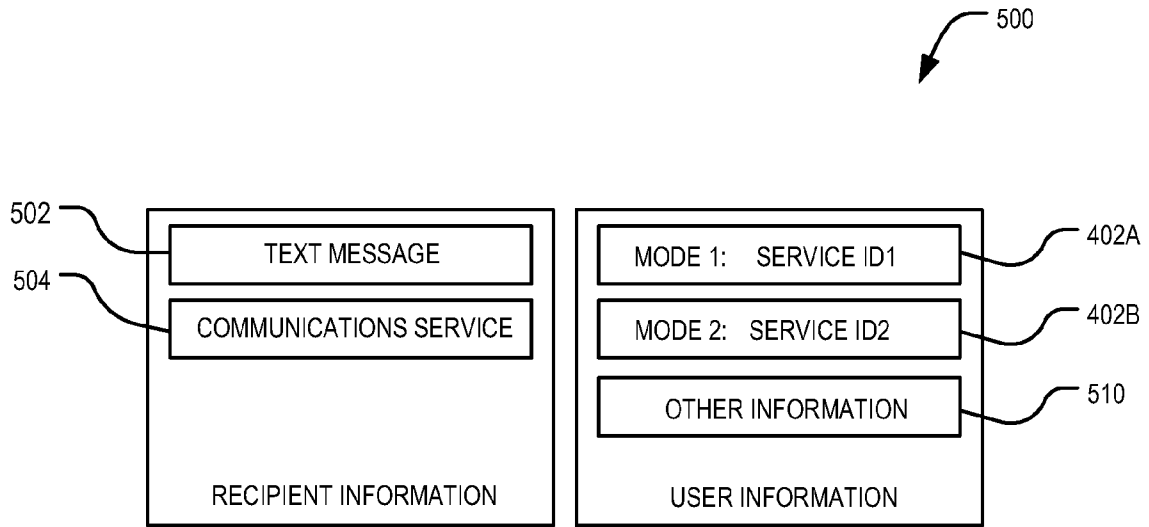 500
502
TEXT MESSAGE
504
COMMUNICATIONS SERVICE
RECIPIENT INFORMATION
MODE 1: SERVICE ID1
402A
MODE 2: SERVICE ID2
402B
OTHER INFORMATION
510
USER INFORMATION